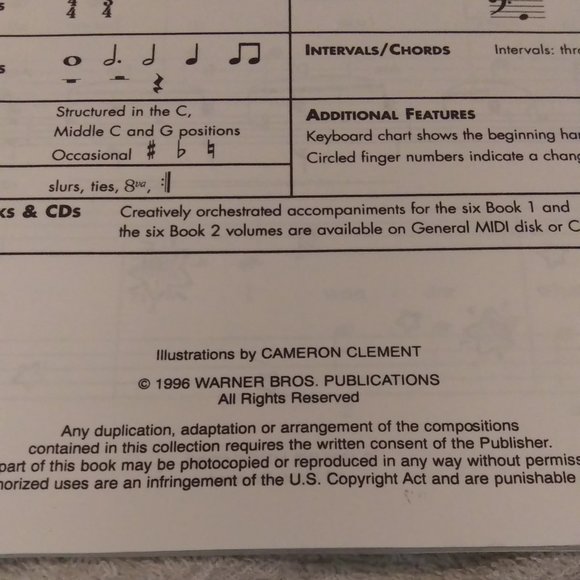 4 3
4 4
INTERVALS/CHORDS
Intervals:
ADDITIONAL FEATURES
Structured in the C,
Middle C and G positions
Occasional # ♭ ♮
Keyboard chart shows the beginning
Circled finger numbers indicate a
slurs, ties, 8va, :||
& CDs
Creatively orchestrated accompaniments for the six Book 1 and
the six Book 2 volumes are available on General MIDI disk or
Illustrations by CAMERON CLEMENT
© 1996 WARNER BROS. PUBLICATIONS
All Rights Reserved
Any duplication, adaptation or arrangement of the compositions
contained in this collection requires the written consent of the Publisher.
part of this book may be photocopied or reproduced in any way without
uses are an infringement of the U.S. Copyright Act and are punishable